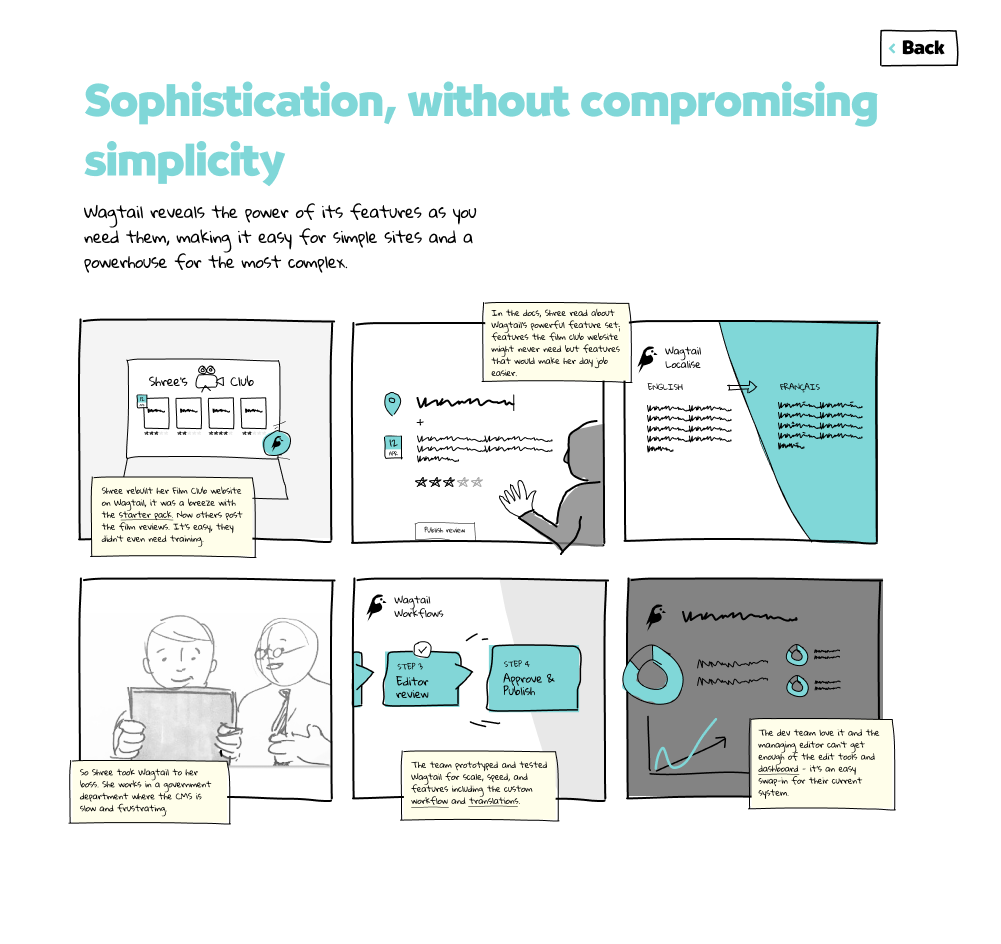 ‹ Back
Sophistication, without compromising
simplicity
Wagtail reveals the power of its features as you
need them, making it easy for simple sites and a
powerhouse for the most complex.
Shree's Club
12
Shree rebuilt her Film Club website
on Wagtail, it was a breeze with
the starter pack. Now others post
the film reviews. It's easy, they
didn't even need training.
In the docs, Shree read about
Wagtail's powerful feature set;
features the film club website
might never need but features
that would make her day job
easier.
+
12
APR
Publish review
Wagtail
Localise
ENGLISH
FRANÇAIS
So Shree took Wagtail to her
boss. She works in a government
department where the CMS is
slow and frustrating.
Wagtail
Workflows
STEP 3
Editor
review
STEP 4
Approve &
Publish
The team prototyped and tested
Wagtail for scale, speed, and
features including the custom
workflow and translations.
The dev team love it and the
managing editor can't get
enough of the edit tools and
dashboard - it's an easy
swap-in for their current
system.